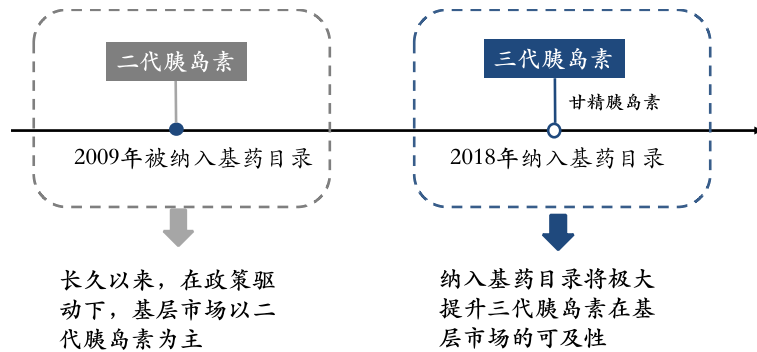 二代胰岛素
三代胰岛素
甘精胰岛素
2009年被纳入基药目录
2018年纳入基药目录
长久以来，在政策驱
动下，基层市场以二
代胰岛素为主
纳入基药目录将极大
提升三代胰岛素在基
层市场的可及性